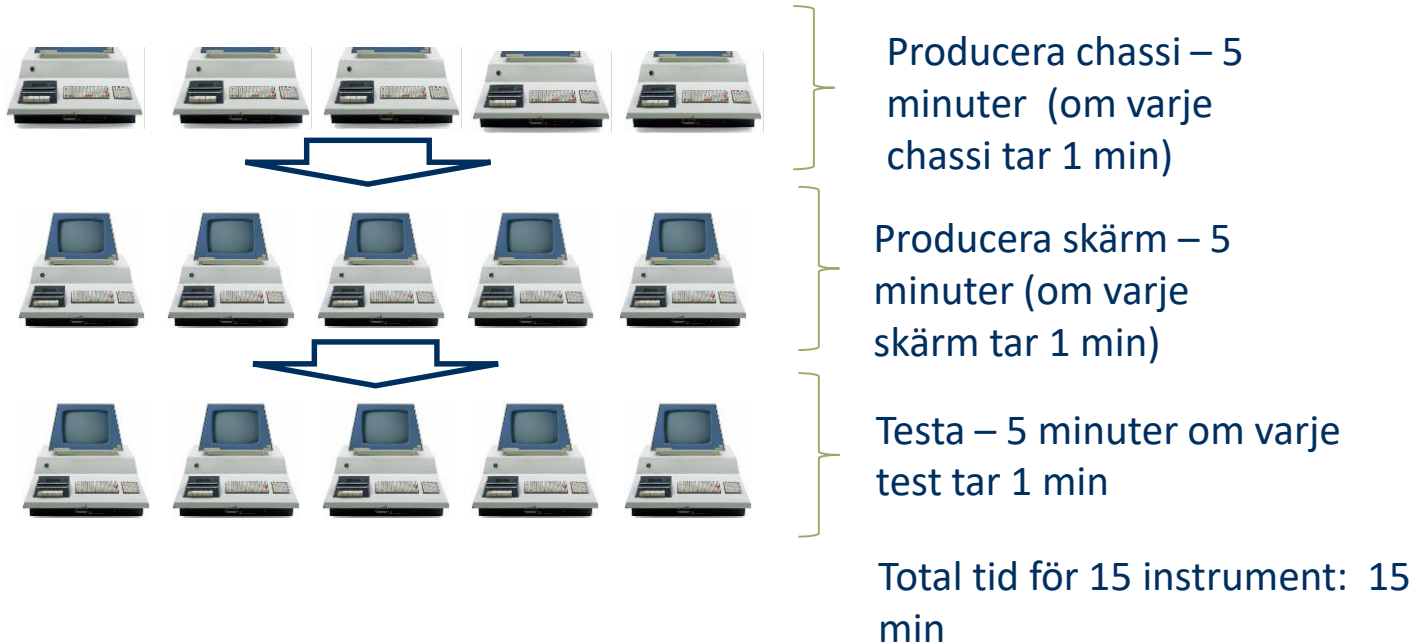 Producera chassi – 5
minuter  (om varje
chassi tar 1 min)
Producera skärm – 5
minuter (om varje
skärm tar 1 min)
Testa – 5 minuter om varje
test tar 1 min
Total tid för 15 instrument:  15
min